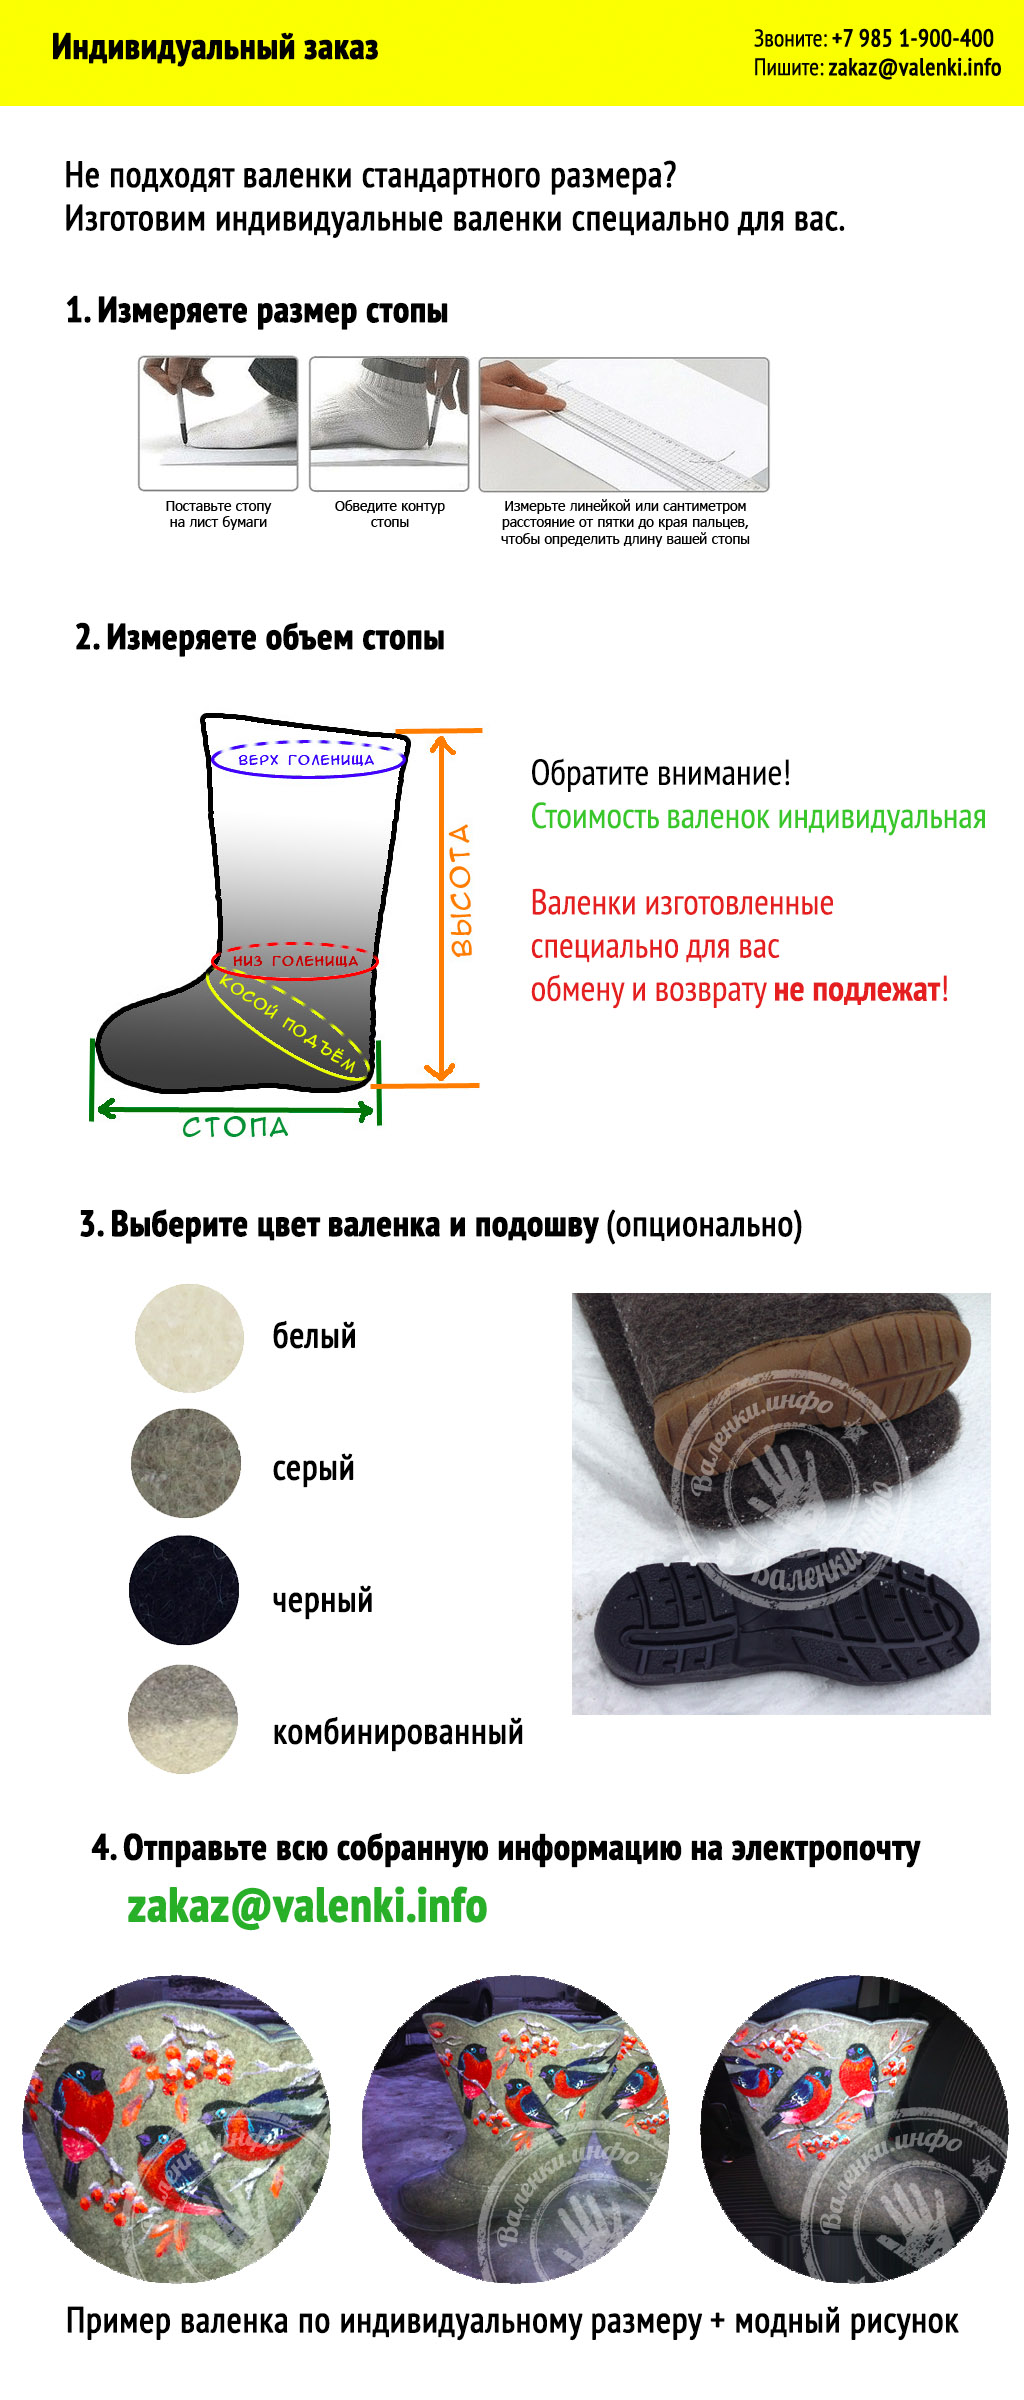 Индивидуальный заказ
Звоните: +7 985 1-900-400
Пишите: zakaz@valenki.info
Не подходят валенки стандартного размера?
Изготовим индивидуальные валенки специально для вас.
1. Измеряете размер стопы
Поставьте стопу
на лист бумаги
Обведите контур
стопы
Измерьте линейкой или сантиметром
расстояние от пятки до края пальцев,
чтобы определить длину вашей стопы
2. Измеряете объем стопы
ВЕРХ ГОЛЕНИЩА
ВЫСОТА
НИЗ ГОЛЕНИЩА
КОСОЙ ПОДЪЁМ
СТОПА
Обратите внимание!
Стоимость валенок индивидуальная
Валенки изготовленные
специально для вас
обмену и возврату не подлежат!
3. Выберите цвет валенка и подошву (опционально)
белый
серый
черный
комбинированный
Валенки.инфо
Валенки.инфо
4. Отправьте всю собранную информацию на электропочту
zakaz@valenki.info
Валенки.инфо
Валенки.инфо
Валенки.инфо
Пример валенка по индивидуальному размеру + модный рисунок